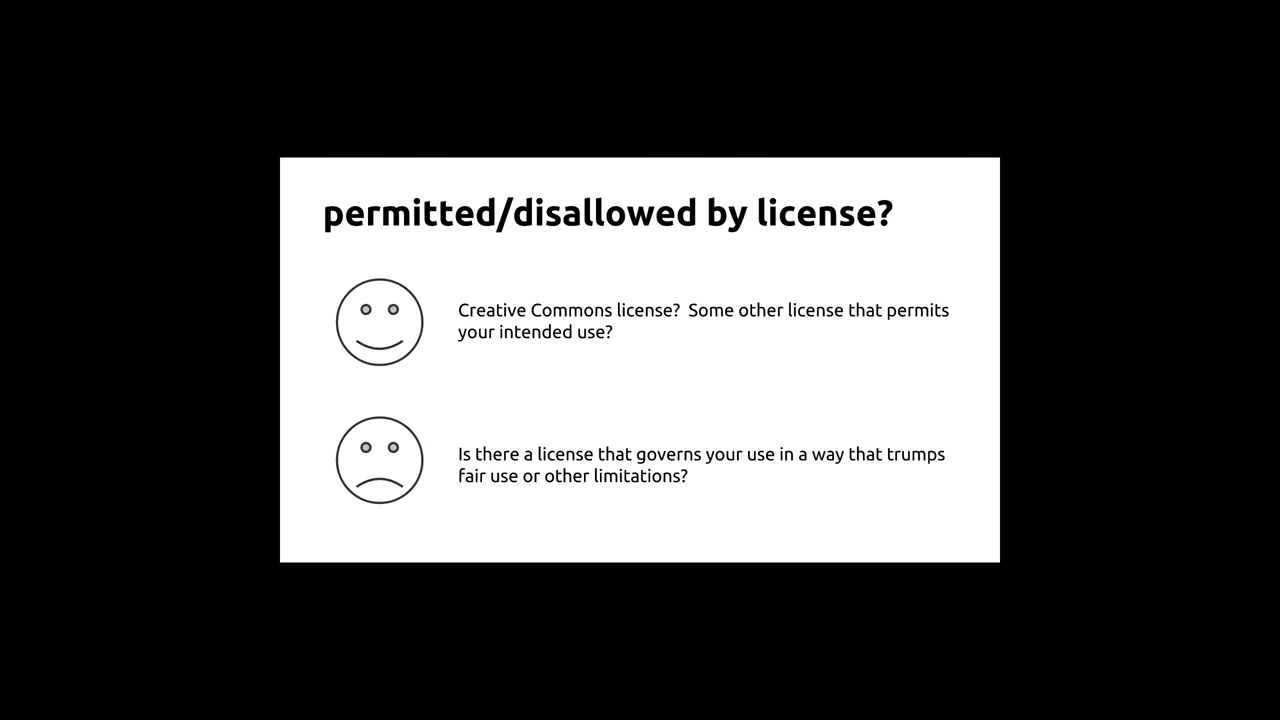 permitted/disallowed by license?
Creative Commons license?  Some other license that permits
your intended use?
Is there a license that governs your use in a way that trumps
fair use or other limitations?